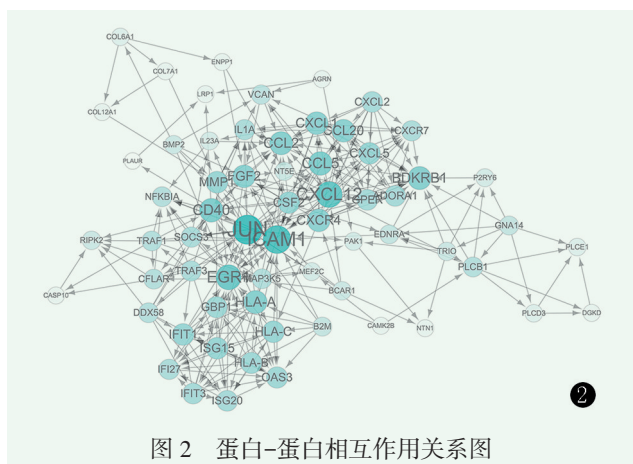 COL6A1
ENPP1
COL7A1
AGRN
LRP1
VCAN
CXCL2
COL12A1
CXCL1
CCL20
CXCR7
IL1A
IL23A
CCL2
BMP2
CXCL5
PLAUR
NT5E
CCL5
MMP1
FGF2
BDKRB1
P2RY6
NFKBIA
CXCL12
ADORA1
CSF2
GPER
CD40
CXCR4
GNA14
JUN
ICAM1
EDNRA
RIPK2
TRAF1
SOCS3
PAK1
TRIO
PLCE1
PLCB1
CFLAR
TRAF3
EGR1
MAP3K5
MEF2C
CASP10
BCAR1
DDX58
GBP1
HLA-A
PLCD3
DGKD
IFIT1
HLA-C
B2M
CAMK2B
NTN1
ISG15
IFI27
HLA-B
OAS3
IFIT3
ISG20
2
图 2 蛋白-蛋白相互作用关系图